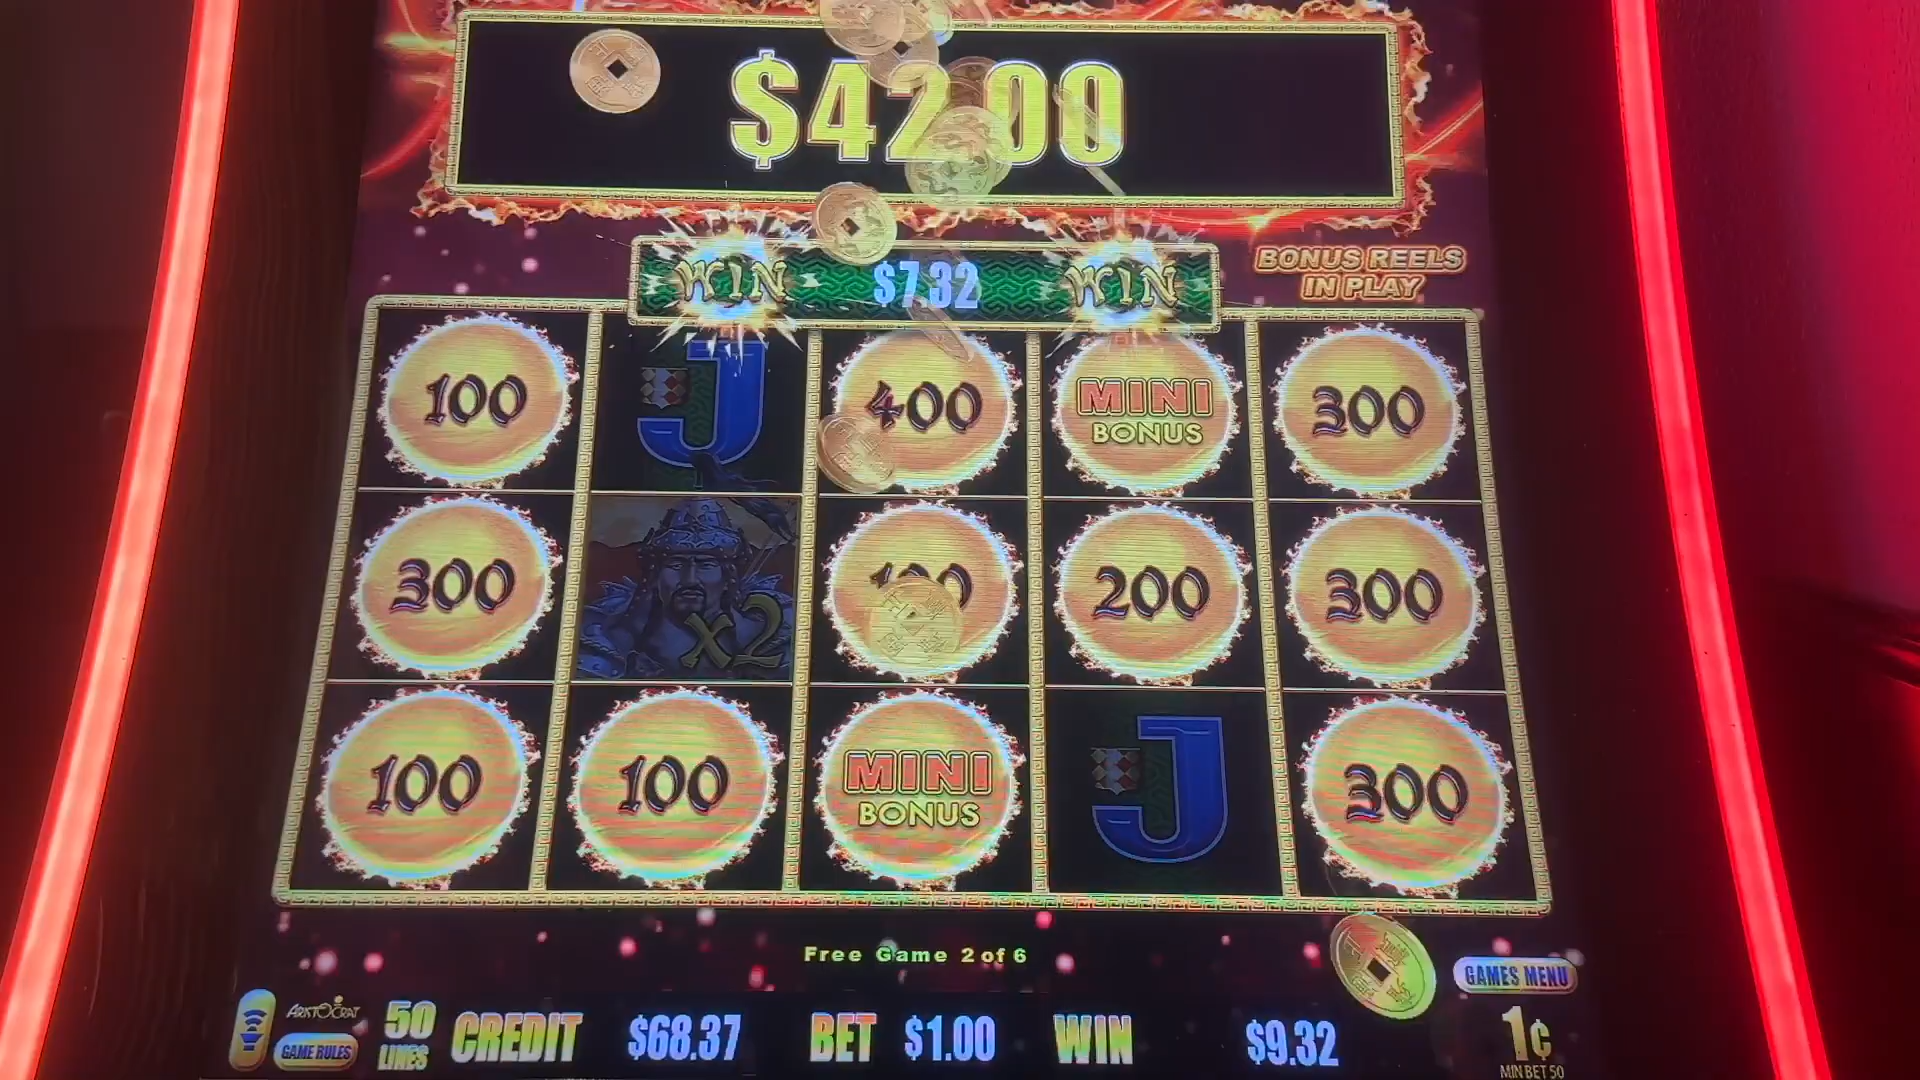 $42.00
WIN $7.32 WIN
BONUS REELS
IN PLAY
100 J 400 MINI BONUS 300
300 x2 100 200 300
100 100 MINI BONUS J 300
Free Game 2 of 6
GAMES MENU
ARISTOCRAT
GAME RULES
50
LINES
CREDIT $68.37 BET $1.00 WIN $9.32
1¢
MIN BET 50